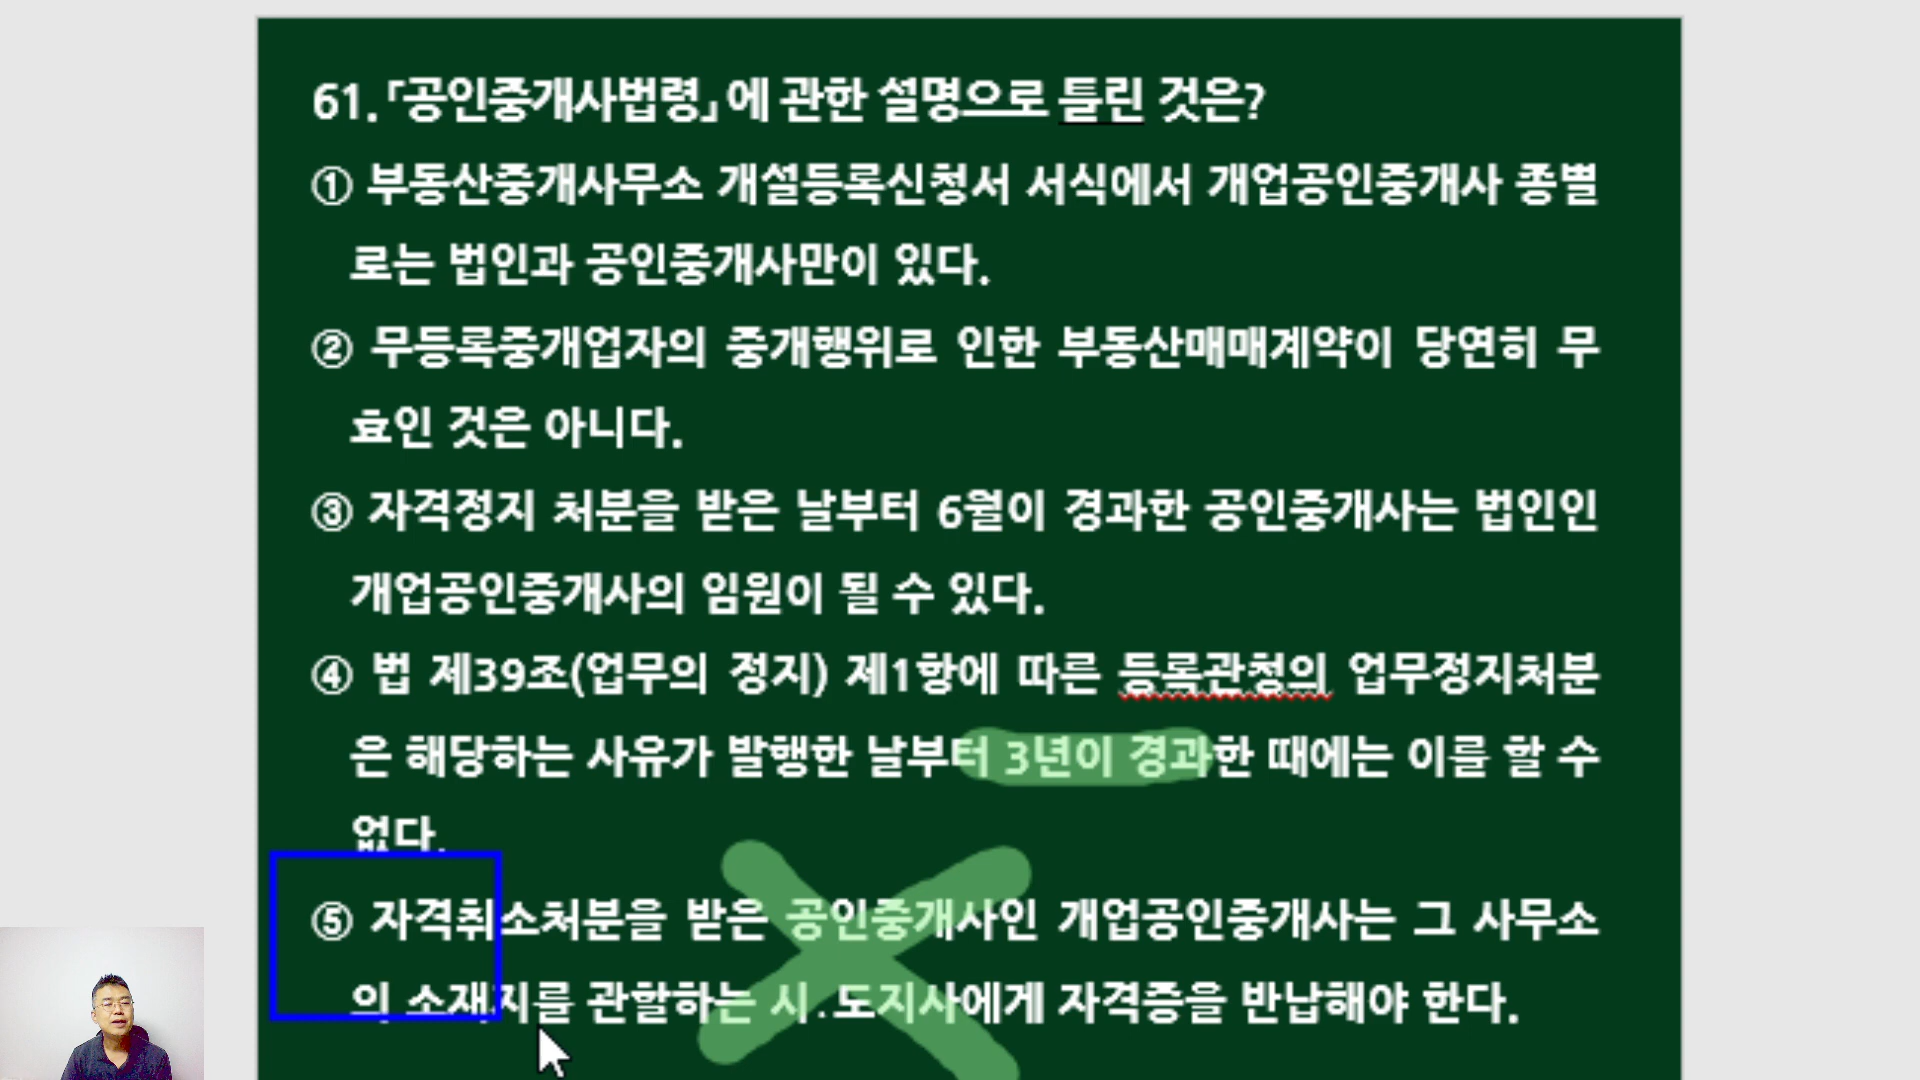 61.「공인중개사법령」에 관한 설명으로 틀린 것은?
① 부동산중개사무소 개설등록신청서 서식에서 개업공인중개사 종별
로는 법인과 공인중개사만이 있다.
② 무등록중개업자의 중개행위로 인한 부동산매매계약이 당연히 무
효인 것은 아니다.
③ 자격정지 처분을 받은 날부터 6월이 경과한 공인중개사는 법인인
개업공인중개사의 임원이 될 수 있다.
④ 법 제39조(업무의 정지) 제1항에 따른 등록관청의 업무정지처분
은 해당하는 사유가 발행한 날부터 3년이 경과한 때에는 이를 할 수
없다.
⑤ 자격취소처분을 받은 공인중개사인 개업공인중개사는 그 사무소
의 소재지를 관할하는 시.도지사에게 자격증을 반납해야 한다.